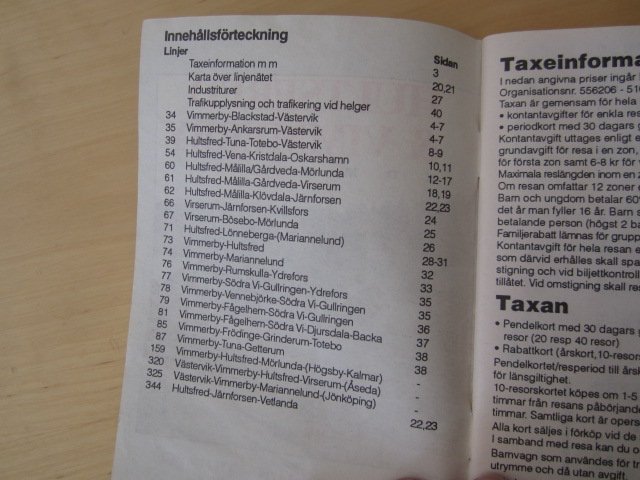 Innehållsförteckning
Linjer Sidan
Taxeinformation m m 3
Karta över linjenätet 20,21
Industriturer 27
Trafikupplysning och trafikering vid helger 40
34 Vimmerby-Blackstad-Västervik 4-7
35 Vimmerby-Ankarsrum-Västervik 4-7
39 Hultsfred-Tuna-Totebo-Västervik 8-9
54 Hultsfred-Vena-Kristdala-Oskarshamn 10,11
60 Hultsfred-Målilla-Gårdveda-Mörlunda 12-17
61 Hultsfred-Målilla-Gårdveda-Virserum 18,19
62 Hultsfred-Målilla-Klövdala-Järnforsen 22,23
66 Virserum-Järnforsen-Kvillsfors 24
67 Virserum-Bösebo-Mörlunda 25
71 Hultsfred-Lönneberga-(Mariannelund) 26
73 Vimmerby-Hultsfred 28-31
74 Vimmerby-Mariannelund 32
76 Vimmerby-Rumskulla-Ydrefors 33
77 Vimmerby-Södra Vi-Gullringen-Ydrefors 35
78 Vimmerby-Vennebjörke-Södra Vi-Gullringen 35
79 Vimmerby-Fågelhem-Södra Vi-Gullringen 36
81 Vimmerby-Fågelhem-Södra Vi-Djursdala-Backa 37
85 Vimmerby-Frödinge-Grinderum-Totebo 38
87 Vimmerby-Tuna-Getterum 38
159 Vimmerby-Hultsfred-Mörlunda-(Högsby-Kalmar) -
320 Västervik-Vimmerby-Hultsfred-Virserum-(Åseda) -
325 Västervik-Vimmerby-Mariannelund-(Jönköping) -
344 Hultsfred-Järnforsen-Vetlanda 22,23
Taxeinforma
I nedan angivna priser ingår
Organisationsnr. 556206 - 510
Taxan är gemensam för hela
• kontantavgifter för enkla res
• periodkort med 30 dagars g
Kontantavgift uttages enligt e
grundavgift för resa i en zon,
för första zon samt 6-8 kr för
Maximala reslängden inom en z
Om resan omfattar 12 zoner e
Barn och ungdom betalar 60%
det år man fyller 16 år. Barn s
betalande person (högst 2 ba
Familjerabatt lämnas för grupp
Kontantavgift för hela resan e
som därvid erhålles skall spa
stigning och vid biljettkontroll
tillåtet. Vid omstigning skall res
Taxan
• Pendelkort med 30 dagars g
resor (20 resp 40 resor)
• Rabattkort (årskort,10-resor
Pendelkortet/resperiod till årsk
för länsgiltighet.
10-resorskortet köpes om 1-5
timmar från resans påbörjande
timmar. Samtliga kort är opers
Alla kort säljes i förköp vid de
I samband med resa kan du o
Barnvagn som användes för tr
utrymme och då utan avgift.